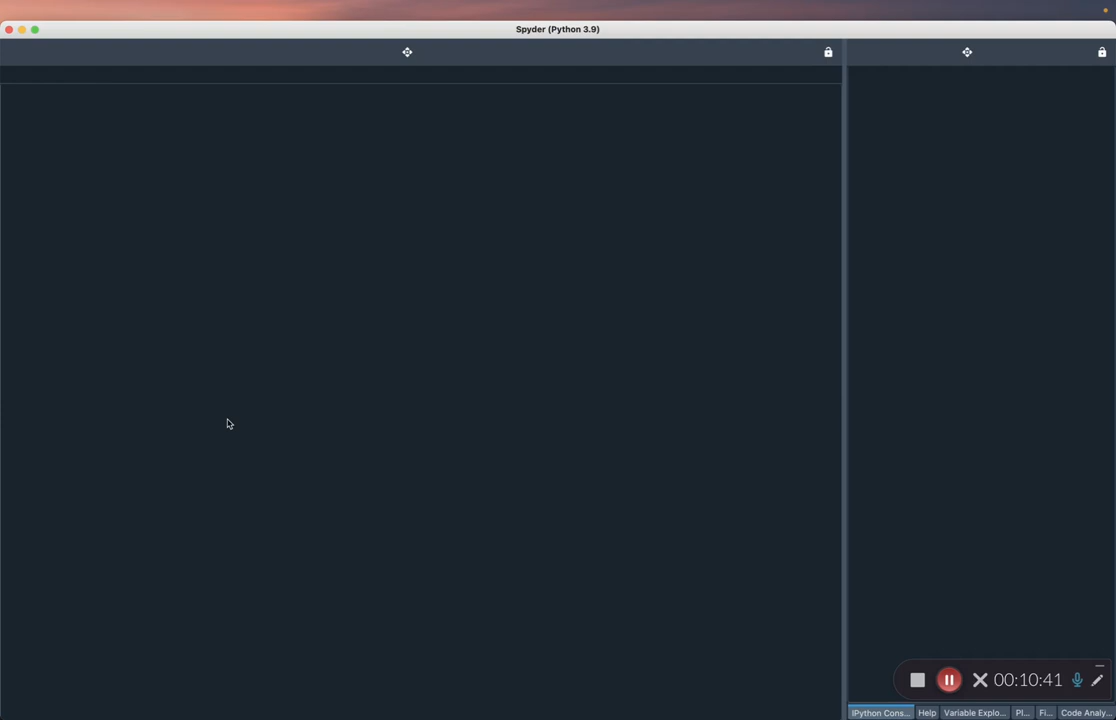 Spyder (Python 3.9)
00:10:41
IPython Cons...
Help
Variable Explo...
Pl...
Fi...
Code Analy...